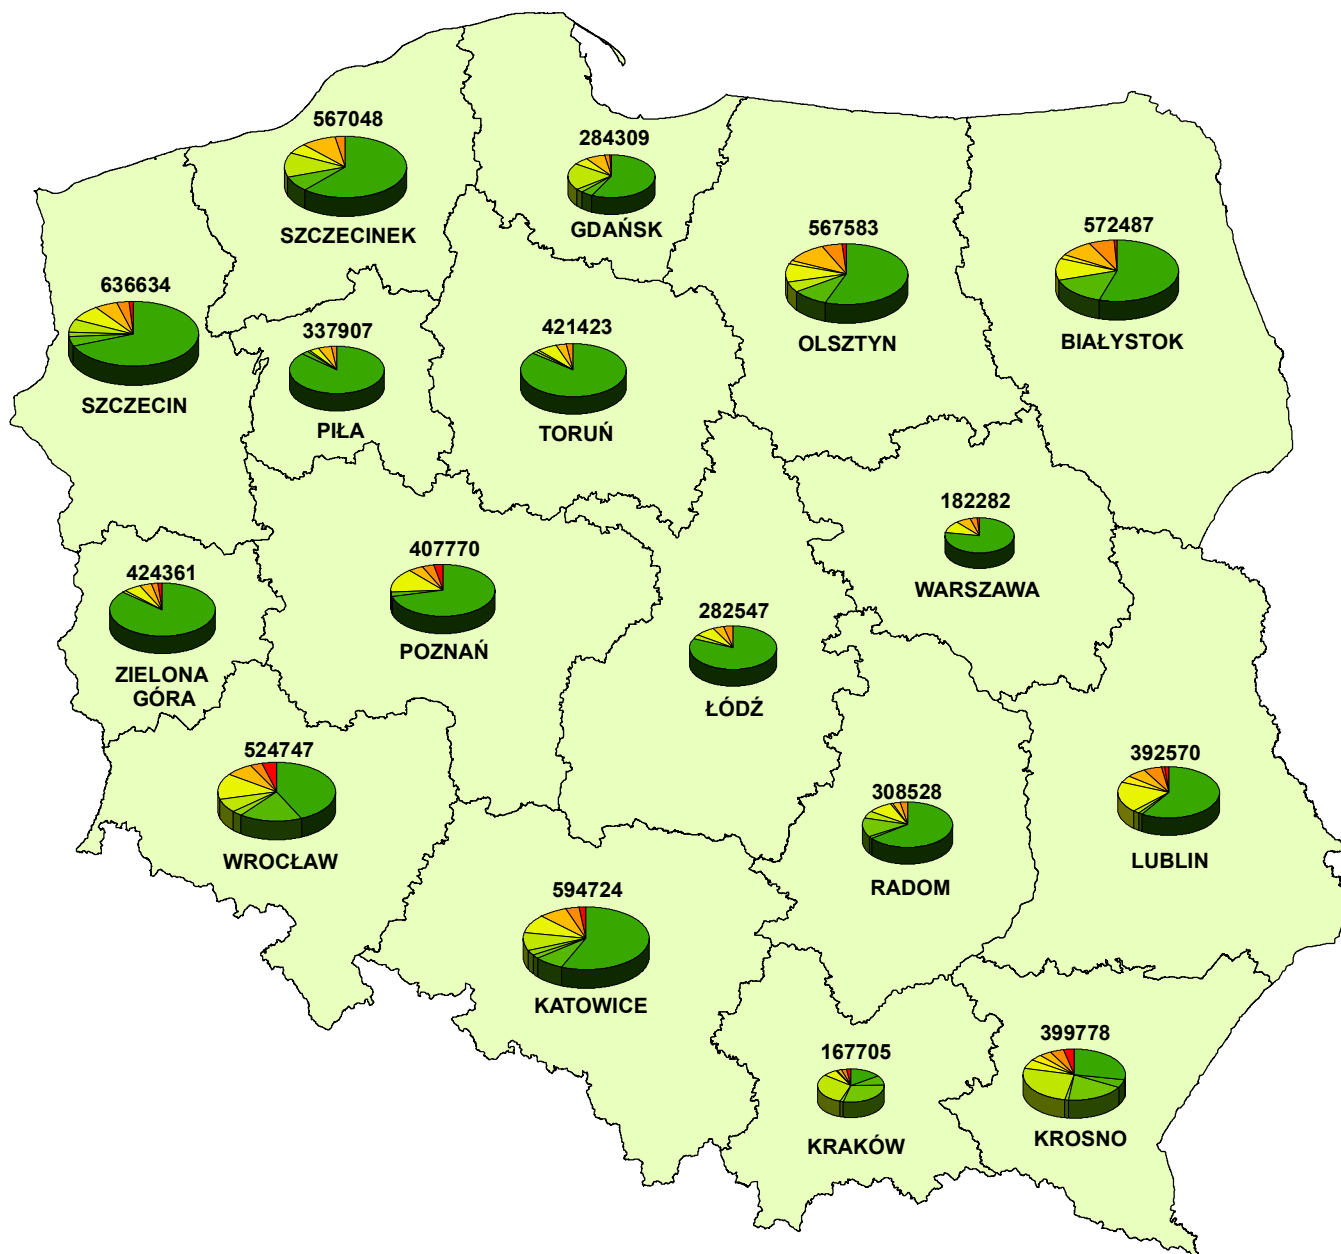 567048
SZCZECINEK
284309
GDAŃSK
567583
OLSZTYN
572487
BIAŁYSTOK
636634
SZCZECIN
337907
PIŁA
421423
TORUŃ
182282
WARSZAWA
424361
ZIELONA
GÓRA
407770
POZNAŃ
282547
ŁÓDŹ
524747
WROCŁAW
308528
RADOM
392570
LUBLIN
594724
KATOWICE
167705
KRAKÓW
399778
KROSNO